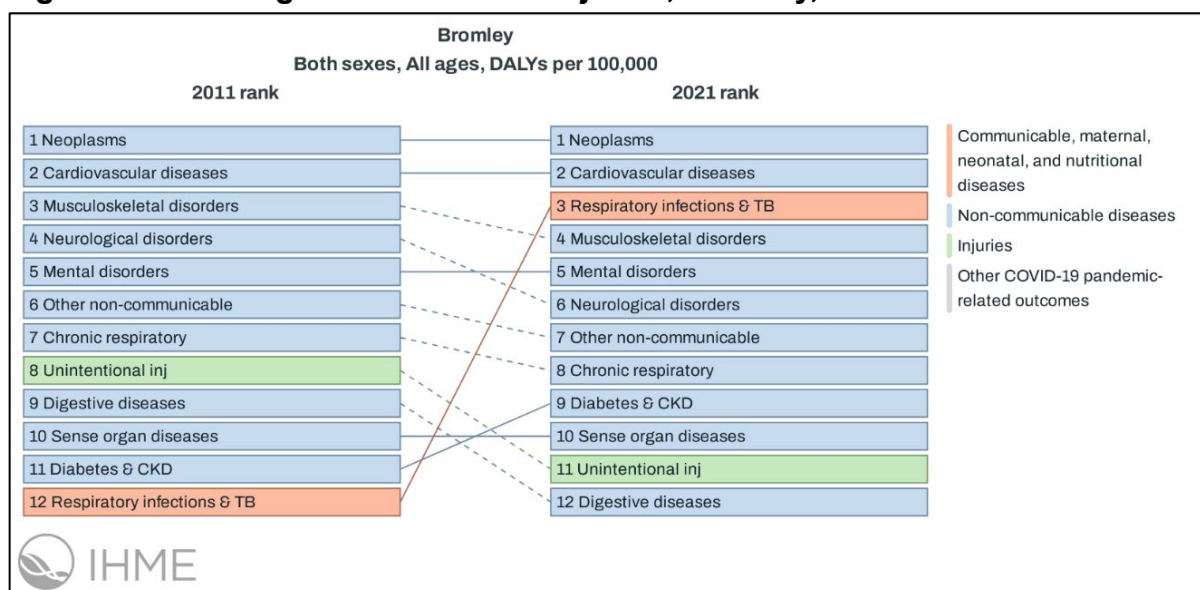 Bromley
Both sexes, All ages, DALYs per 100,000
2011 rank
2021 rank
1 Neoplasms
2 Cardiovascular diseases
3 Musculoskeletal disorders
4 Neurological disorders
5 Mental disorders
6 Other non-communicable
7 Chronic respiratory
8 Unintentional inj
9 Digestive diseases
10 Sense organ diseases
11 Diabetes & CKD
12 Respiratory infections & TB
1 Neoplasms
2 Cardiovascular diseases
3 Respiratory infections & TB
4 Musculoskeletal disorders
5 Mental disorders
6 Neurological disorders
7 Other non-communicable
8 Chronic respiratory
9 Diabetes & CKD
10 Sense organ diseases
11 Unintentional inj
12 Digestive diseases
Communicable, maternal,
neonatal, and nutritional
diseases
Non-communicable diseases
Injuries
Other COVID-19 pandemic-
related outcomes
IHME